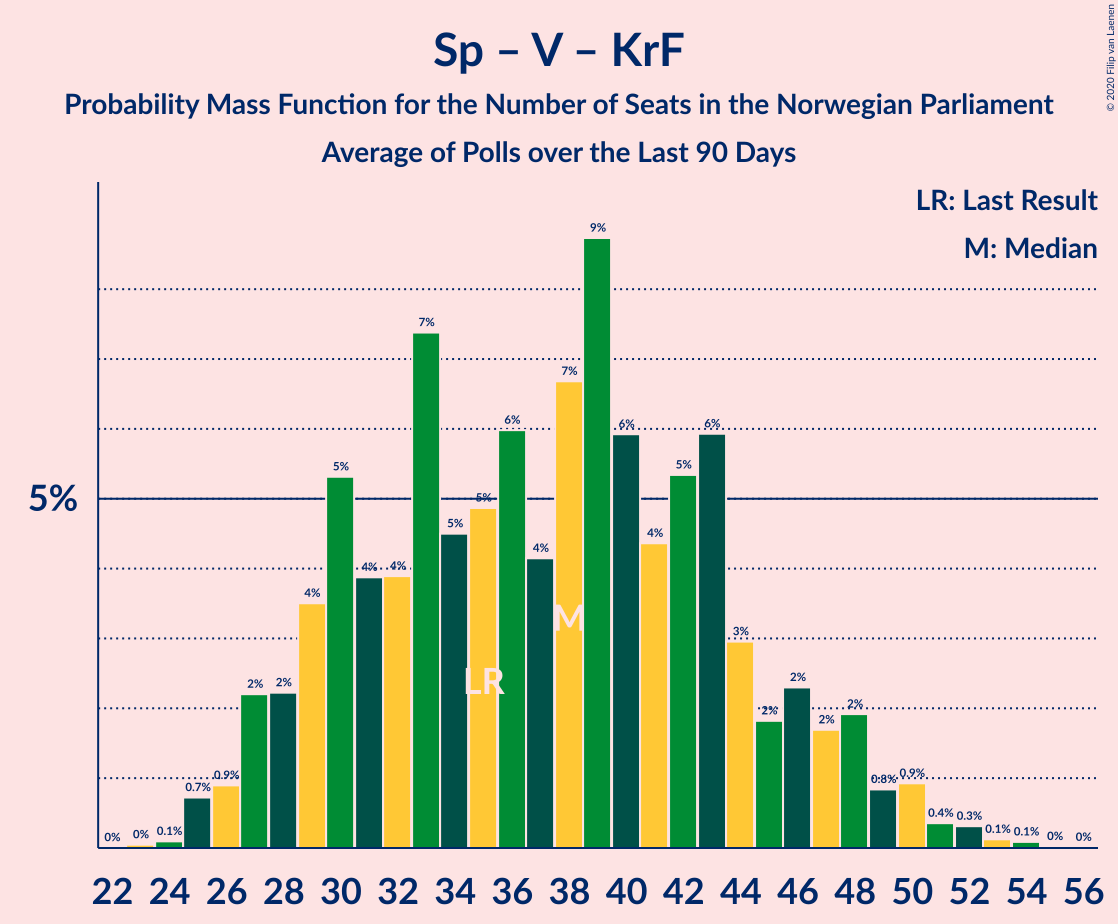 Sp – V – KrF
Probability Mass Function for the Number of Seats in the Norwegian Parliament
Average of Polls over the Last 90 Days
© 2020 Filip van Laenen
LR: Last Result
M: Median
5%
0% 0% 0.1% 0.7% 0.9% 2% 2% 4% 5% 4% 4% 7% 5% 5% 6% 4% 7% 9% 6% 4% 5% 6% 3% 2% 2% 2% 2% 0.8% 0.9% 0.4% 0.3% 0.1% 0.1% 0% 0%
M
LR
22 24 26 28 30 32 34 36 38 40 42 44 46 48 50 52 54 56